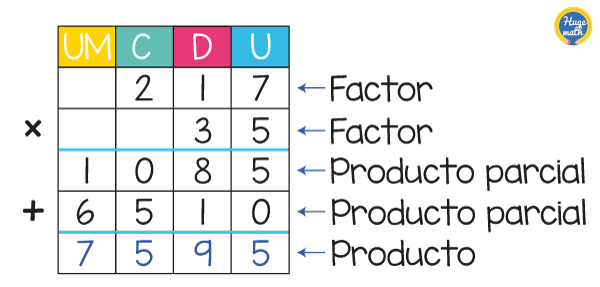 Huge
math
UM C D U
2 1 7 ← Factor
× 3 5 ← Factor
1 0 8 5 ← Producto parcial
+ 6 5 1 0 ← Producto parcial
7 5 9 5 ← Producto